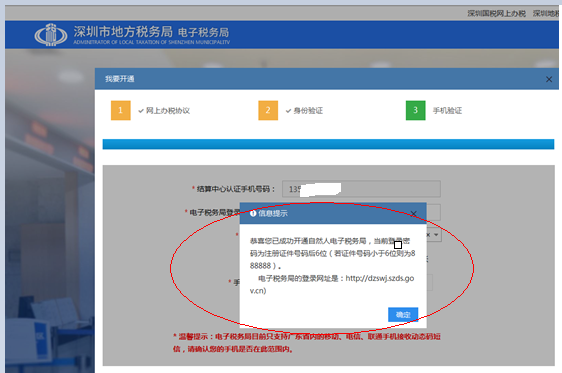 深圳国税网上办税 深圳地税
深圳市地方税务局 电子税务局
ADMINITRATOR OF LOCAL TAXATION OF SHENZHEN MUNICIPALITY
我要开通 ×
1 ✓ 网上办税协议 2 ✓ 身份验证 3 手机验证
* 结算中心认证手机号码： 135
* 电子税务局登录
信息提示 ×
恭喜您已成功开通自然人电子税务局，当前登录密
码为注册证件号码后6位（若证件号码小于6位则为8
88888）。
电子税务局的登录网址是：http://dzswj.szds.go
v.cn)
* 手
确定
* 温馨提示：电子税务局目前只支持广东省内的移动、电信、联通手机接收动态码短
信，请确认您的手机是否在此范围内。